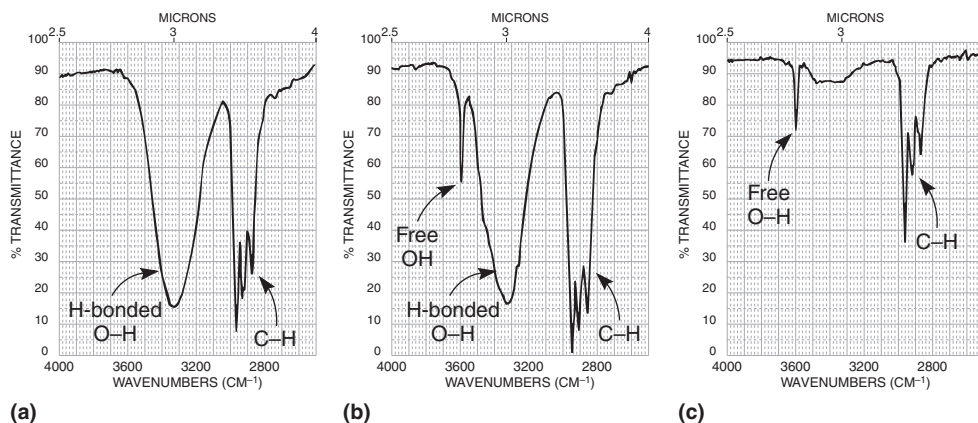 MICRONS
2.5 3 4
100
90
80
70
60
50
40
30
20
10
0
% TRANSMITTANCE
H-bonded
O–H
C–H
4000 3600 3200 2800
WAVENUMBERS (CM⁻¹)
(a)
MICRONS
2.5 3 4
100
90
80
70
60
50
40
30
20
10
0
% TRANSMITTANCE
Free
OH
H-bonded
O–H
C–H
4000 3600 3200 2800
WAVENUMBERS (CM⁻¹)
(b)
MICRONS
2.5 3
100
90
80
70
60
50
40
30
20
10
0
% TRANSMITTANCE
Free
O–H
C–H
4000 3600 3200 2800
WAVENUMBERS (CM⁻¹)
(c)